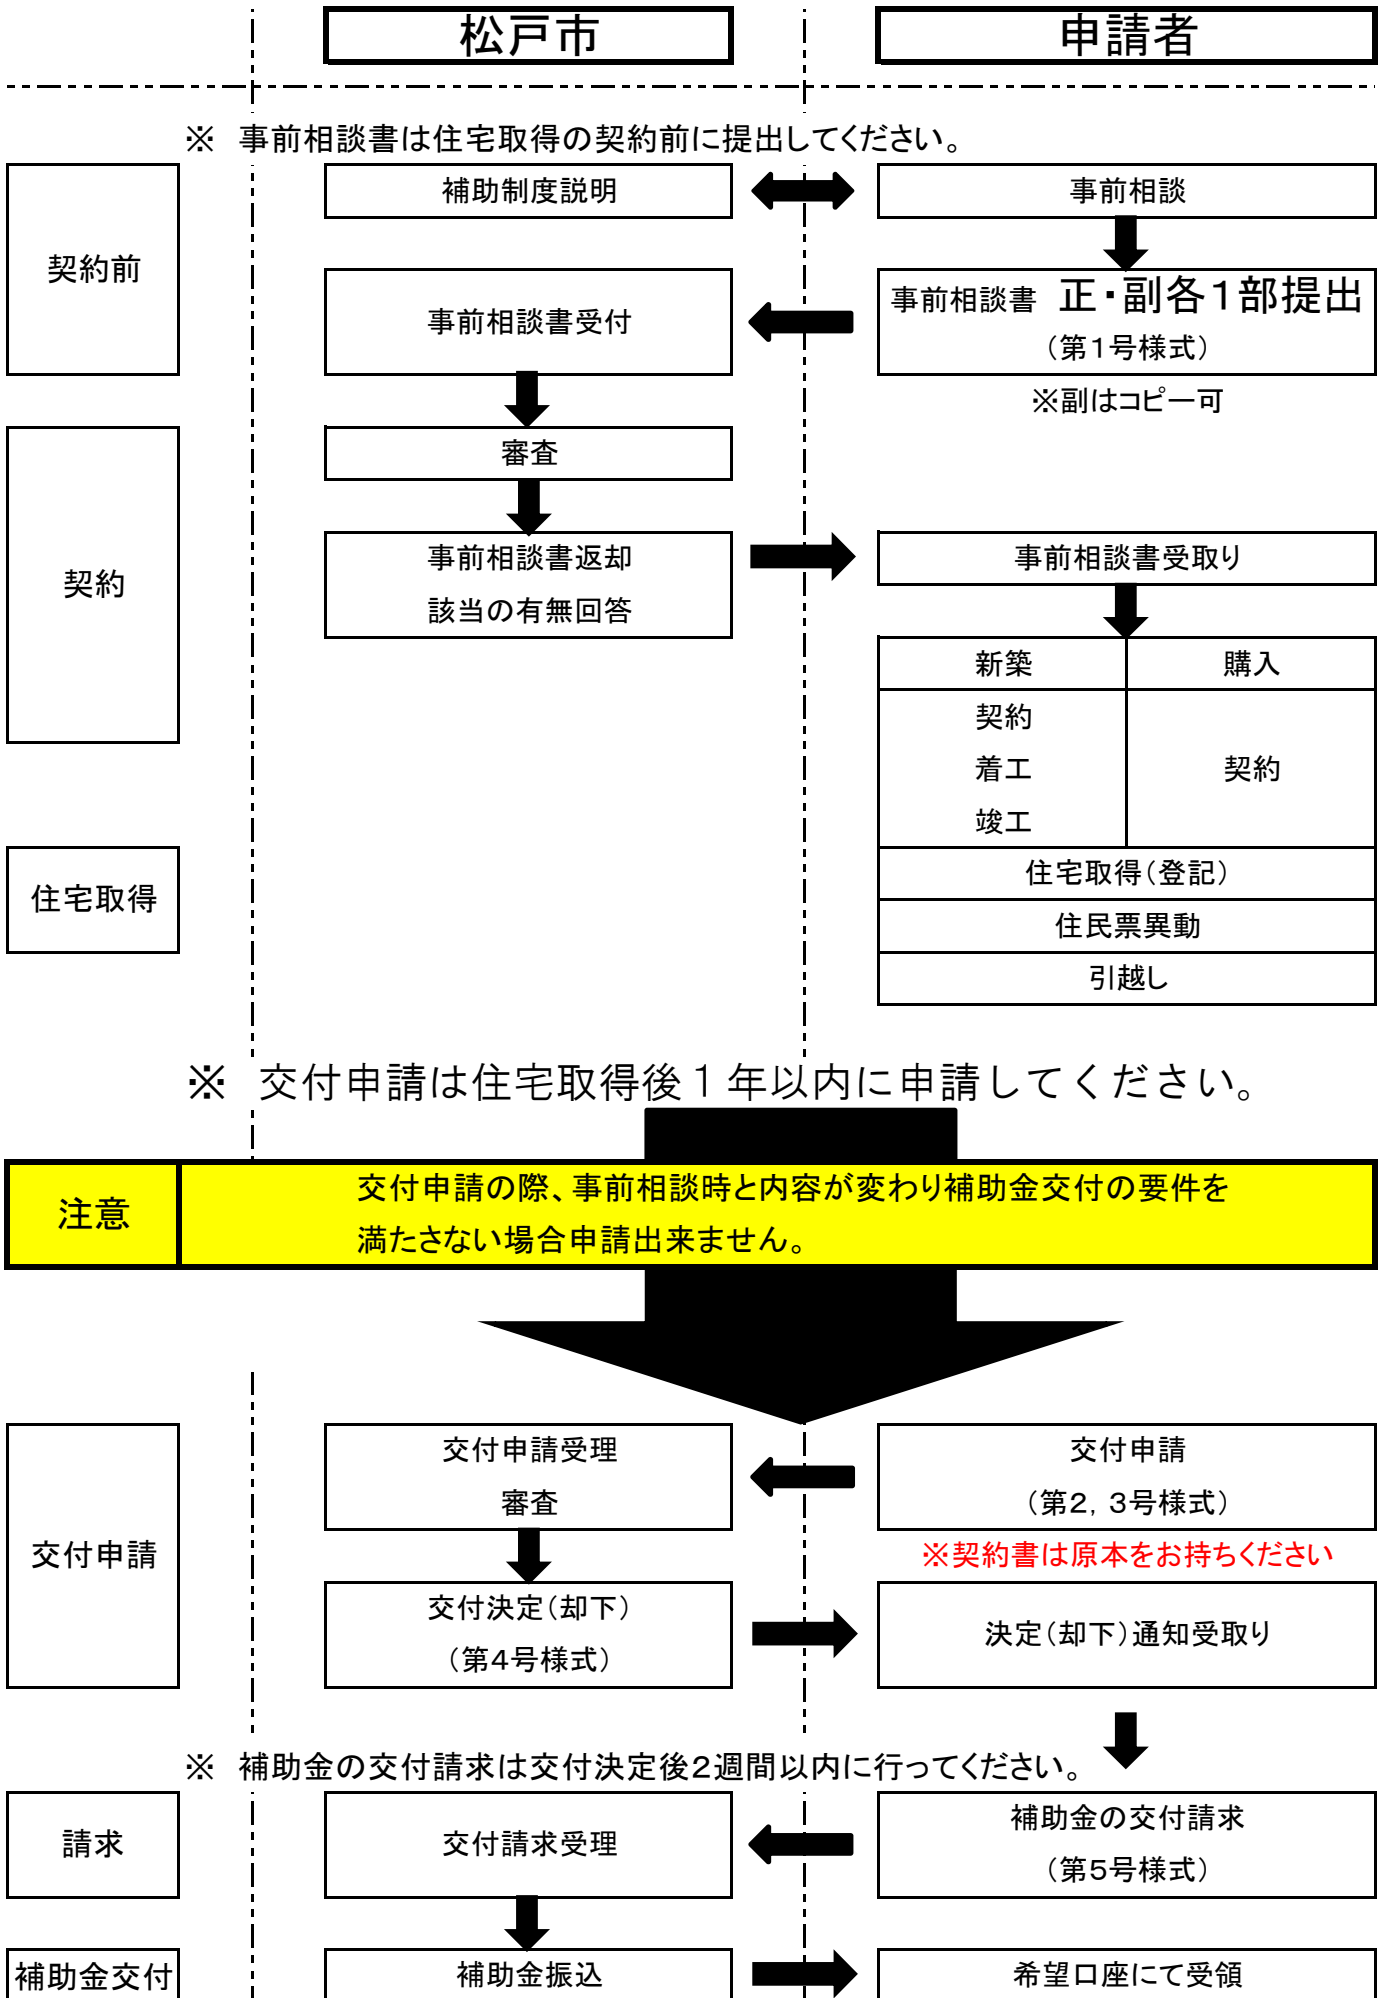 松戸市
申請者
※ 事前相談書は住宅取得の契約前に提出してください。
契約前
補助制度説明
事前相談
事前相談書受付
事前相談書 正・副各1部提出
（第1号様式）
※副はコピー可
契約
審査
事前相談書返却
該当の有無回答
事前相談書受取り
新築
購入
契約
着工
竣工
契約
住宅取得
住宅取得（登記）
住民票異動
引越し
※ 交付申請は住宅取得後１年以内に申請してください。
注意
交付申請の際、事前相談時と内容が変わり補助金交付の要件を
満たさない場合申請出来ません。
交付申請
交付申請受理
審査
交付申請
（第2，3号様式）
※契約書は原本をお持ちください
交付決定（却下）
（第4号様式）
決定（却下）通知受取り
※ 補助金の交付請求は交付決定後2週間以内に行ってください。
請求
交付請求受理
補助金の交付請求
（第5号様式）
補助金交付
補助金振込
希望口座にて受領